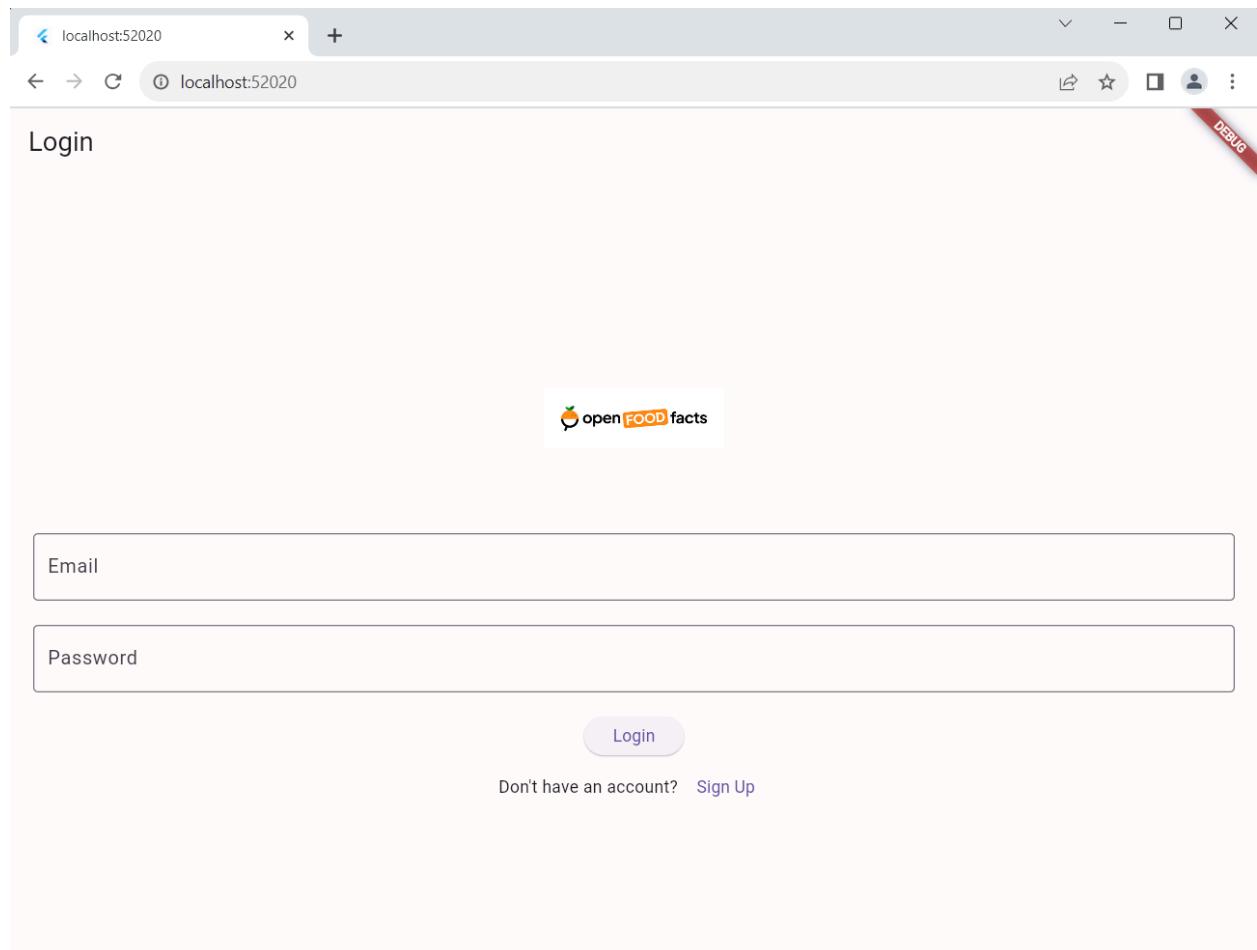 localhost:52020
localhost:52020
Login
DEBUG
open FOOD facts
Email
Password
Login
Don't have an account? Sign Up